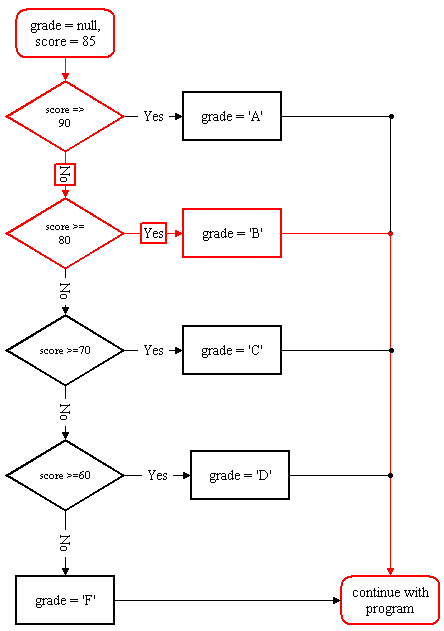 grade = null,
score = 85
score =>
90
Yes
grade = 'A'
No
score >=
80
Yes
grade = 'B'
No
score >=70
Yes
grade = 'C'
No
score >=60
Yes
grade = 'D'
No
grade = 'F'
continue with
program